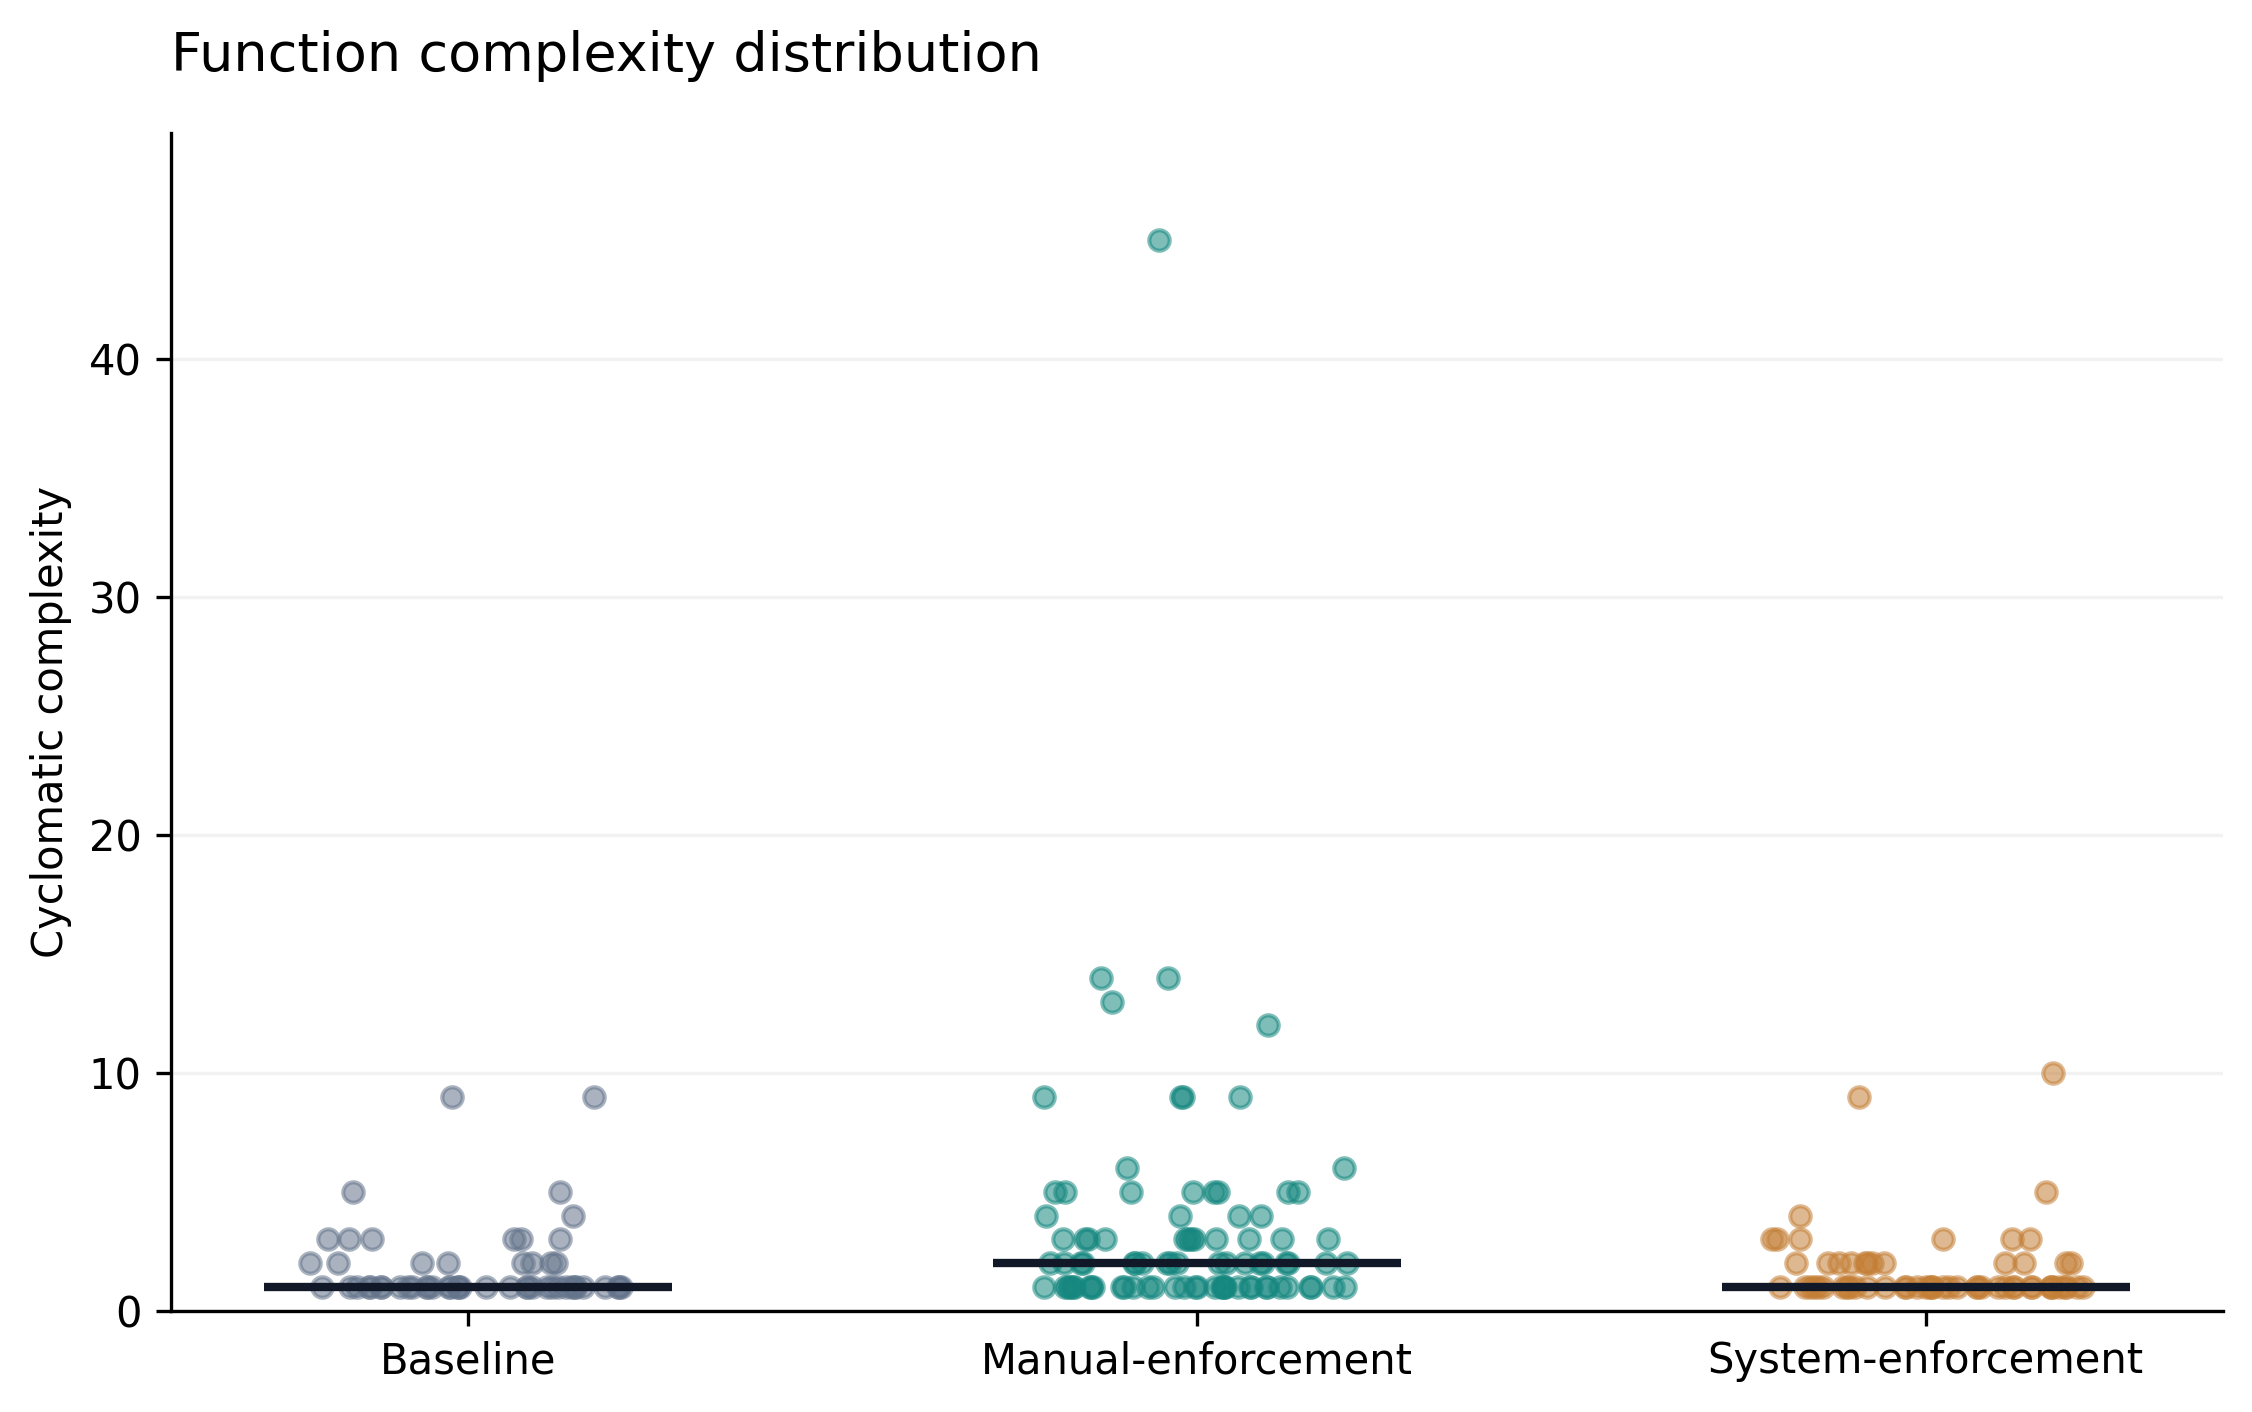 Function complexity distribution
Cyclomatic complexity
40
30
20
10
0
Baseline
Manual-enforcement
System-enforcement